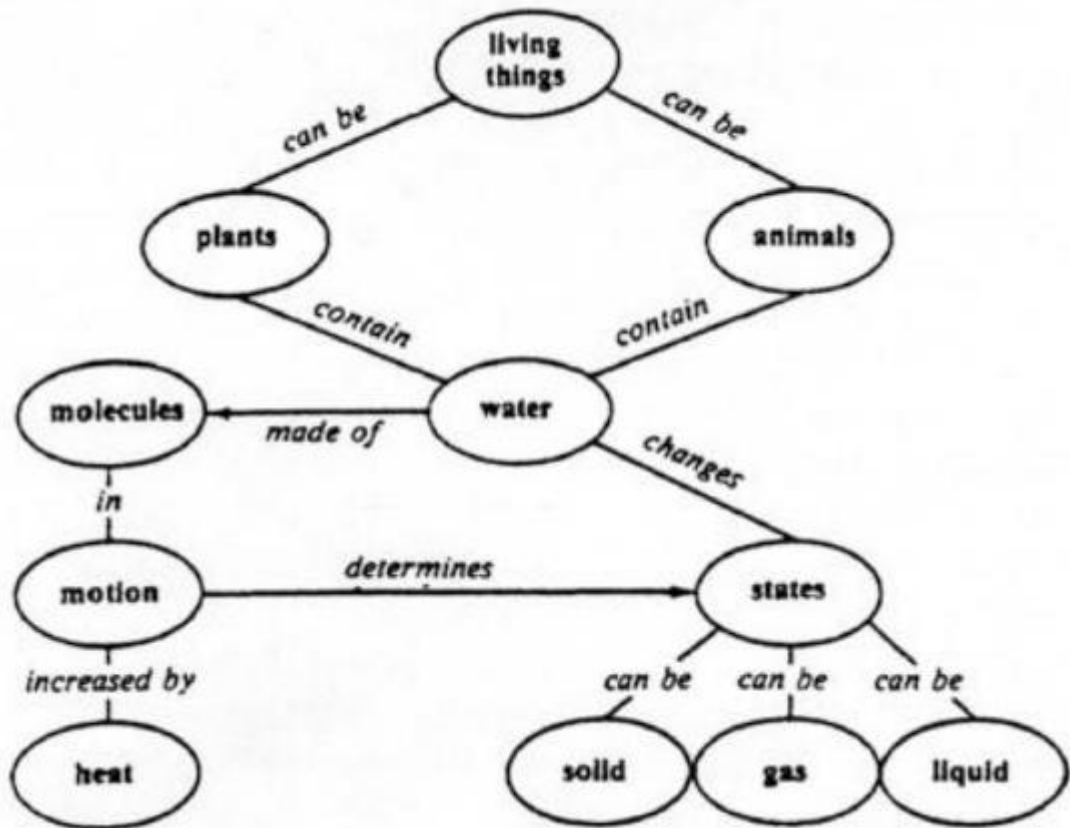 living
things
can be
can be
plants
animals
contain
contain
molecules
water
made of
changes
in
motion
determines
states
increased by
can be
can be
can be
heat
solid
gas
liquid